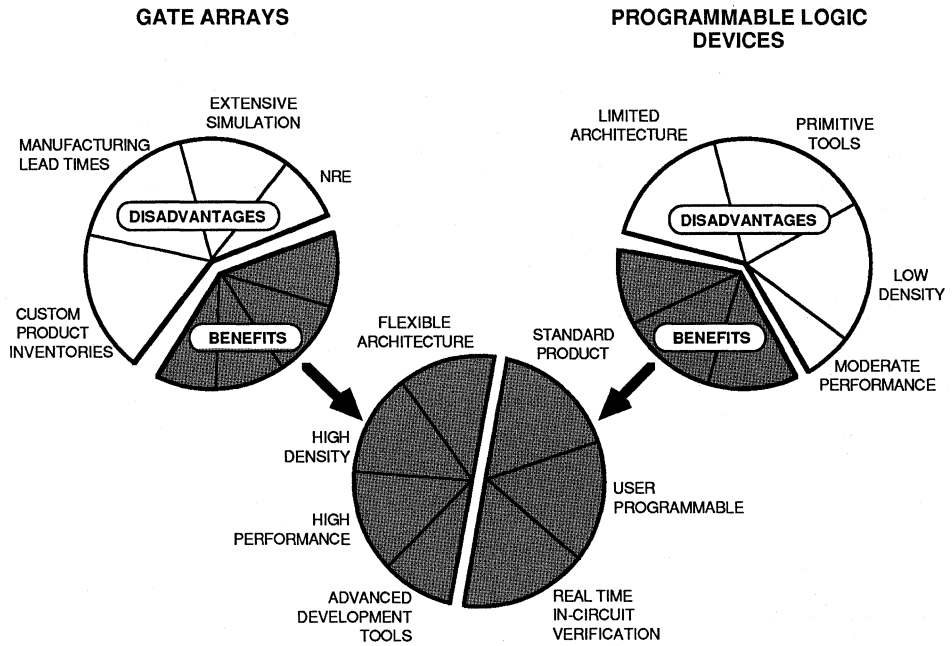 GATE ARRAYS
PROGRAMMABLE LOGIC
DEVICES
EXTENSIVE
SIMULATION
MANUFACTURING
LEAD TIMES
NRE
DISADVANTAGES
CUSTOM
PRODUCT
INVENTORIES
BENEFITS
LIMITED
ARCHITECTURE
PRIMITIVE
TOOLS
DISADVANTAGES
LOW
DENSITY
BENEFITS
MODERATE
PERFORMANCE
FLEXIBLE
ARCHITECTURE
STANDARD
PRODUCT
HIGH
DENSITY
USER
PROGRAMMABLE
HIGH
PERFORMANCE
ADVANCED
DEVELOPMENT
TOOLS
REAL TIME
IN-CIRCUIT
VERIFICATION